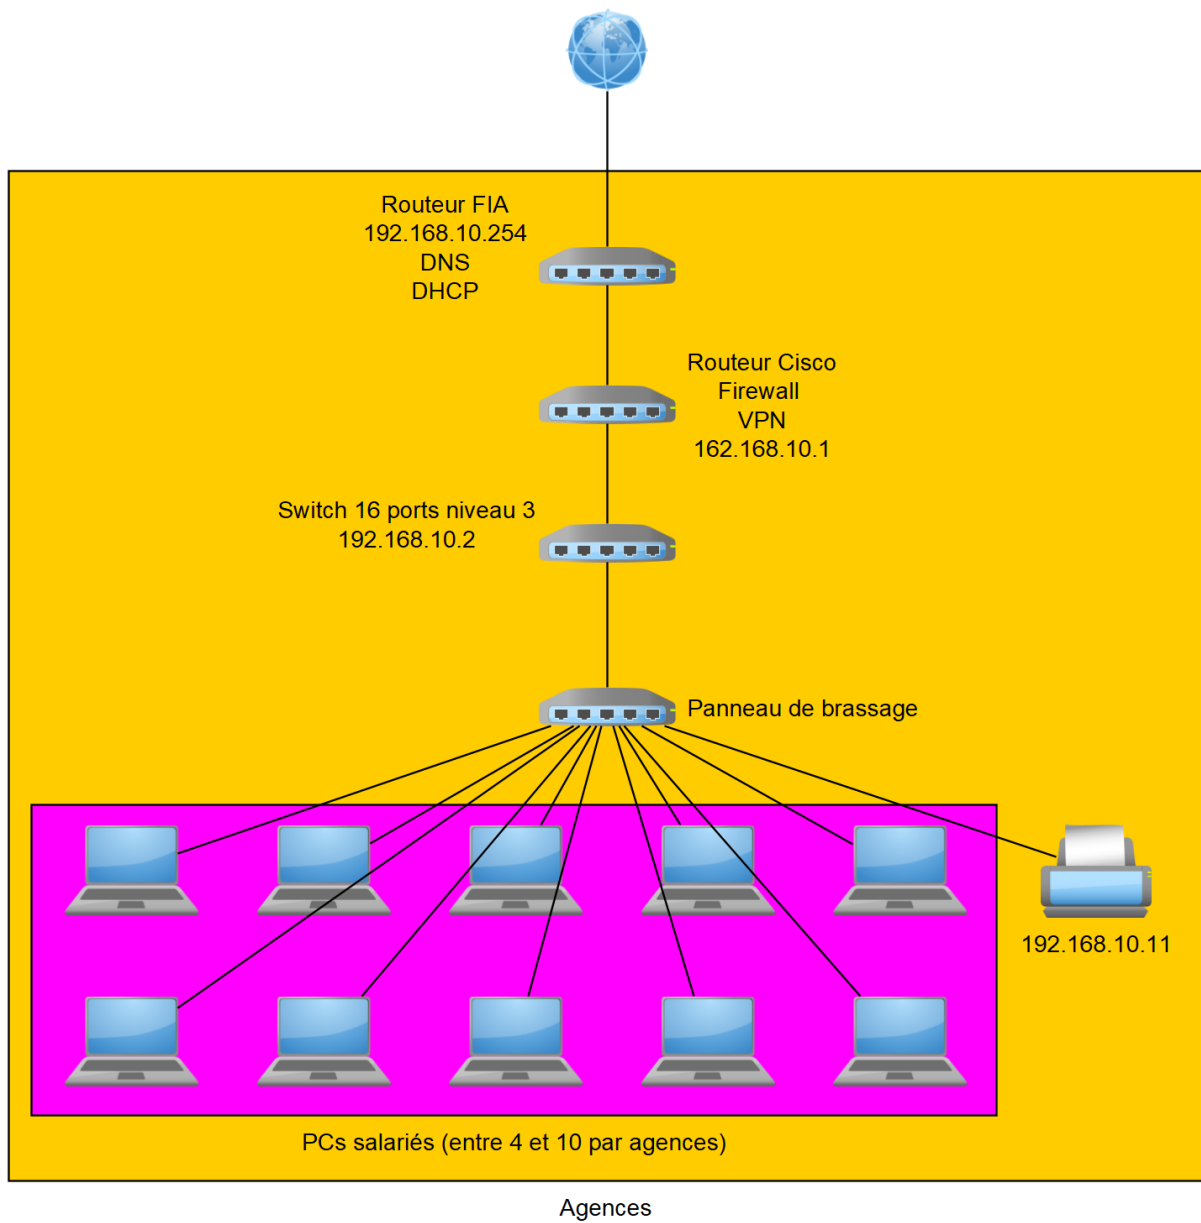 Routeur FIA
192.168.10.254
DNS
DHCP
Routeur Cisco
Firewall
VPN
162.168.10.1
Switch 16 ports niveau 3
192.168.10.2
Panneau de brassage
192.168.10.11
PCs salariés (entre 4 et 10 par agences)
Agences